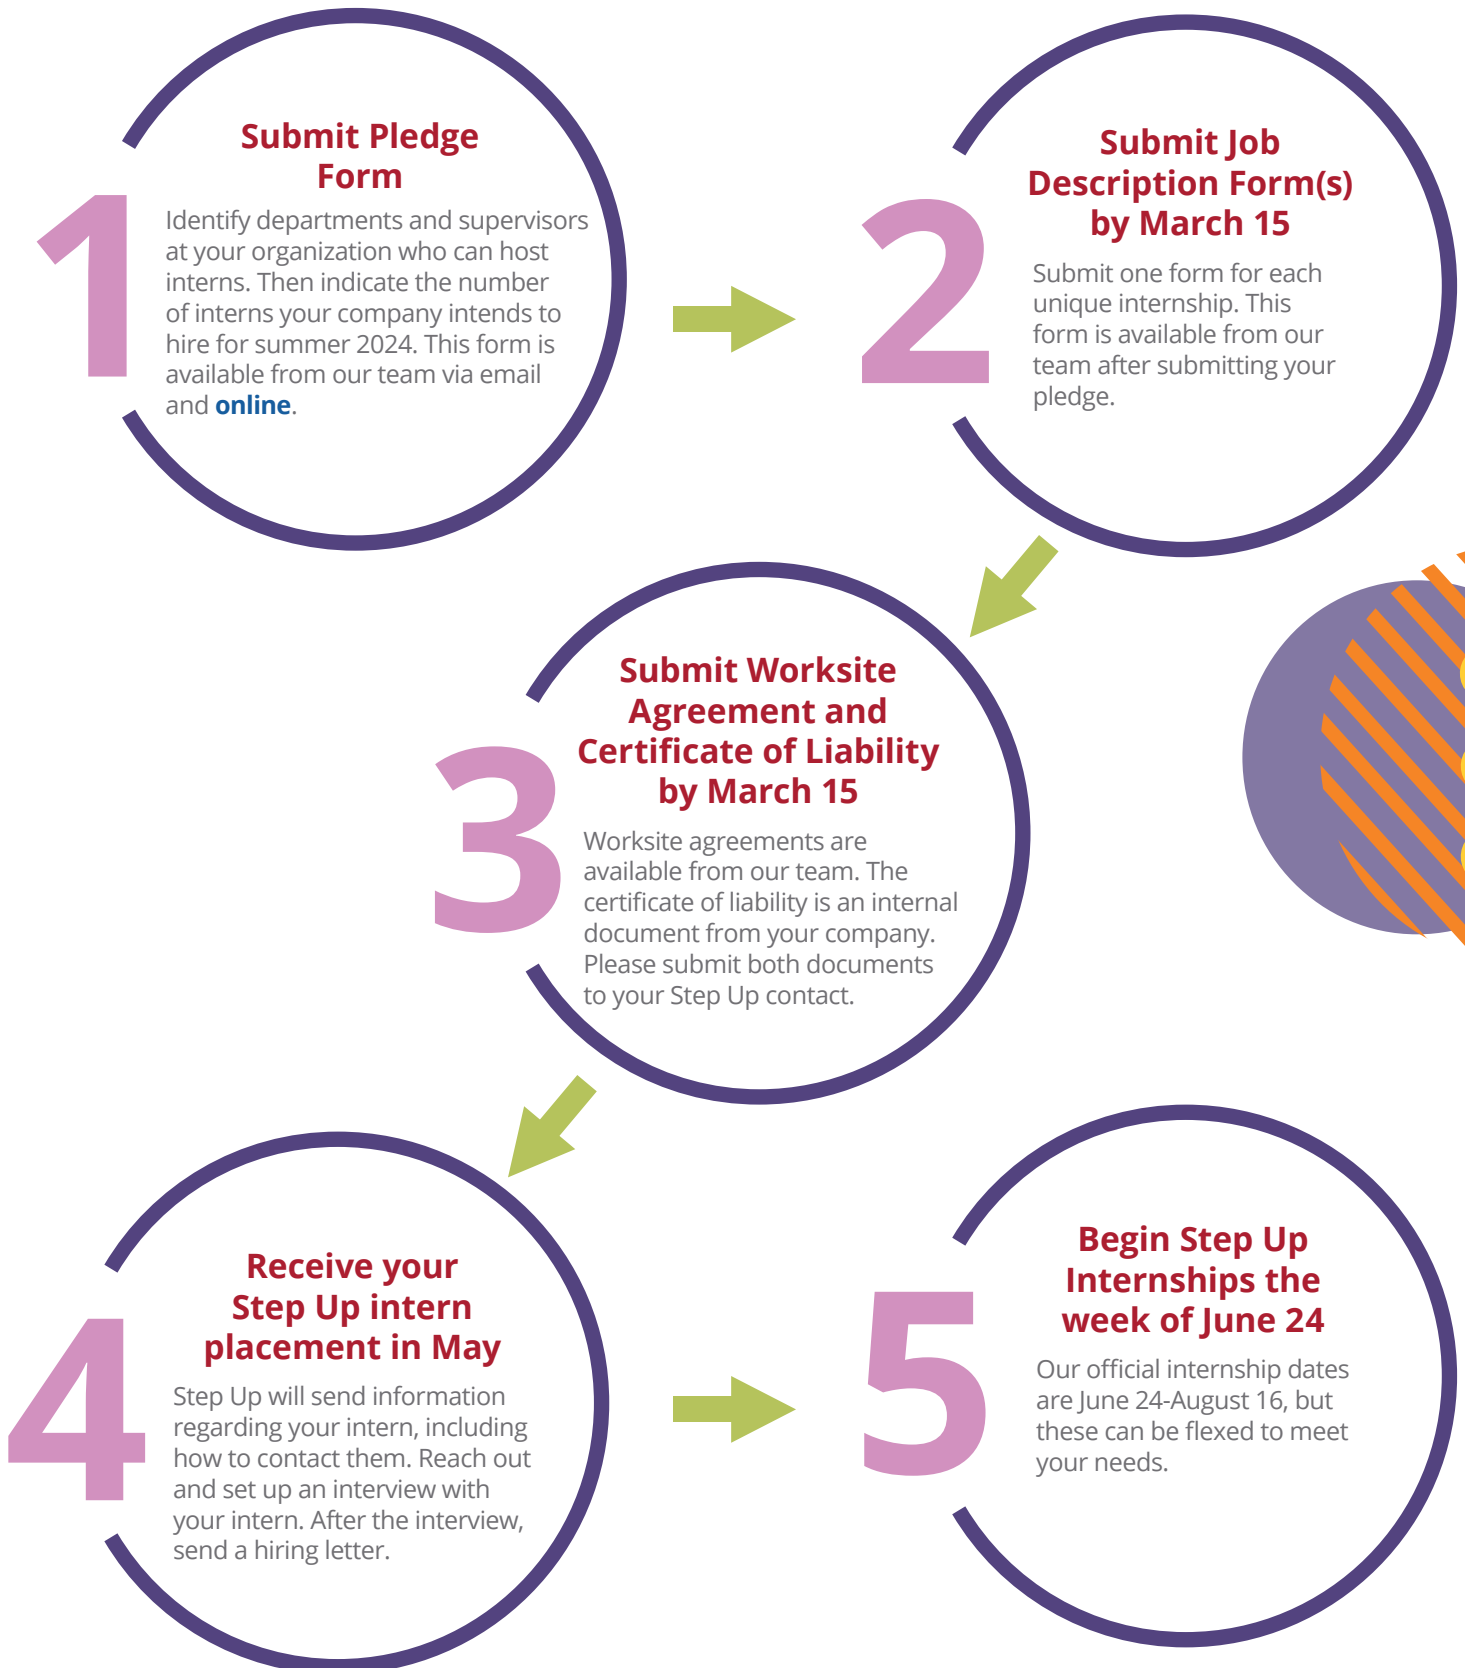 1
Submit Pledge
Form
Identify departments and supervisors
at your organization who can host
interns. Then indicate the number
of interns your company intends to
hire for summer 2024. This form is
available from our team via email
and online.
2
Submit Job
Description Form(s)
by March 15
Submit one form for each
unique internship. This
form is available from our
team after submitting your
pledge.
3
Submit Worksite
Agreement and
Certificate of Liability
by March 15
Worksite agreements are
available from our team. The
certificate of liability is an internal
document from your company.
Please submit both documents
to your Step Up contact.
4
Receive your
Step Up intern
placement in May
Step Up will send information
regarding your intern, including
how to contact them. Reach out
and set up an interview with
your intern. After the interview,
send a hiring letter.
5
Begin Step Up
Internships the
week of June 24
Our official internship dates
are June 24-August 16, but
these can be flexed to meet
your needs.